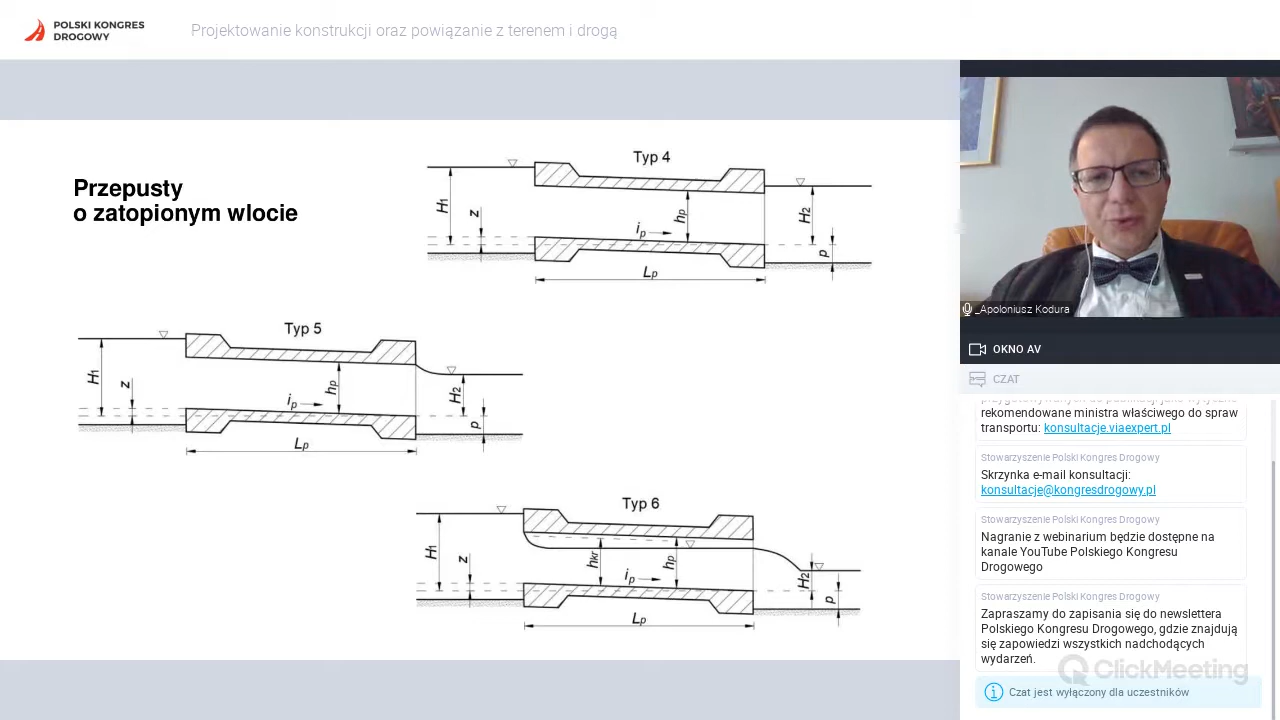 POLSKI KONGRES
DROGOWY
Projektowanie konstrukcji oraz powiązanie z terenem i drogą
Przepusty
o zatopionym wlocie
Typ 4
H1
z
ip
hp
H2
p
Lp
Typ 5
H1
z
ip
hp
H2
p
Lp
Typ 6
H1
z
hkr
ip
hp
H2
p
Lp
_Apoloniusz Kodura
OKNO AV
CZAT
rekomendowane ministra właściwego do spraw
transportu: konsultacje.viaexpert.pl
Stowarzyszenie Polski Kongres Drogowy
Skrzynka e-mail konsultacji:
konsultacje@kongresdrogowy.pl
Stowarzyszenie Polski Kongres Drogowy
Nagranie z webinarium będzie dostępne na
kanale YouTube Polskiego Kongresu
Drogowego
Stowarzyszenie Polski Kongres Drogowy
Zapraszamy do zapisania się do newslettera
Polskiego Kongresu Drogowego, gdzie znajdują
się zapowiedzi wszystkich nadchodzących
wydarzeń.
ClickMeeting
Czat jest wyłączony dla uczestników